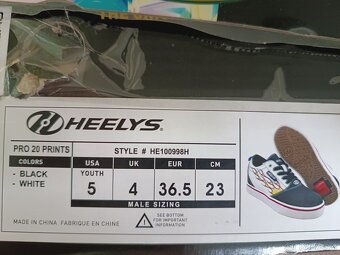 HEELYS.
PRO 20 PRINTS STYLE # HE100998H
COLORS USA UK EUR CM
- BLACK
- WHITE
YOUTH
5 4 36.5 23
MALE SIZING
MADE IN CHINA / FABRIQUE EN CHINE
SEE BOTTOM
FOR IMPORTANT
INFORMATION